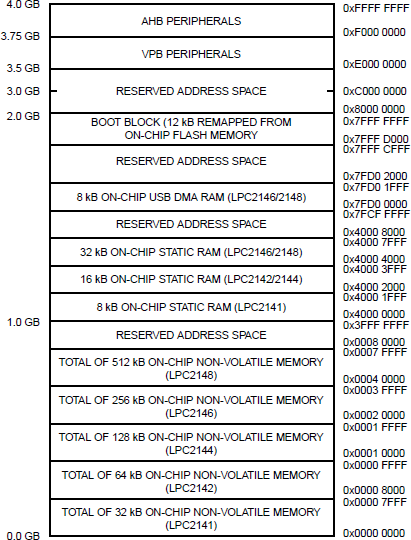 4.0 GB
AHB PERIPHERALS
0xFFFF FFFF
3.75 GB
0xF000 0000
VPB PERIPHERALS
3.5 GB
0xE000 0000
3.0 GB
RESERVED ADDRESS SPACE
0xC000 0000
2.0 GB
0x8000 0000
BOOT BLOCK (12 kB REMAPPED FROM
ON-CHIP FLASH MEMORY
0x7FFF FFFF
0x7FFF D000
RESERVED ADDRESS SPACE
0x7FFF CFFF
0x7FD0 2000
8 kB ON-CHIP USB DMA RAM (LPC2146/2148)
0x7FD0 1FFF
0x7FD0 0000
RESERVED ADDRESS SPACE
0x7FCF FFFF
0x4000 8000
32 kB ON-CHIP STATIC RAM (LPC2146/2148)
0x4000 7FFF
0x4000 4000
16 kB ON-CHIP STATIC RAM (LPC2142/2144)
0x4000 3FFF
0x4000 2000
8 kB ON-CHIP STATIC RAM (LPC2141)
0x4000 1FFF
0x4000 0000
1.0 GB
RESERVED ADDRESS SPACE
0x3FFF FFFF
0x0008 0000
TOTAL OF 512 kB ON-CHIP NON-VOLATILE MEMORY
(LPC2148)
0x0007 FFFF
0x0004 0000
TOTAL OF 256 kB ON-CHIP NON-VOLATILE MEMORY
(LPC2146)
0x0003 FFFF
0x0002 0000
TOTAL OF 128 kB ON-CHIP NON-VOLATILE MEMORY
(LPC2144)
0x0001 FFFF
0x0001 0000
TOTAL OF 64 kB ON-CHIP NON-VOLATILE MEMORY
(LPC2142)
0x0000 FFFF
0x0000 8000
TOTAL OF 32 kB ON-CHIP NON-VOLATILE MEMORY
(LPC2141)
0x0000 7FFF
0.0 GB
0x0000 0000